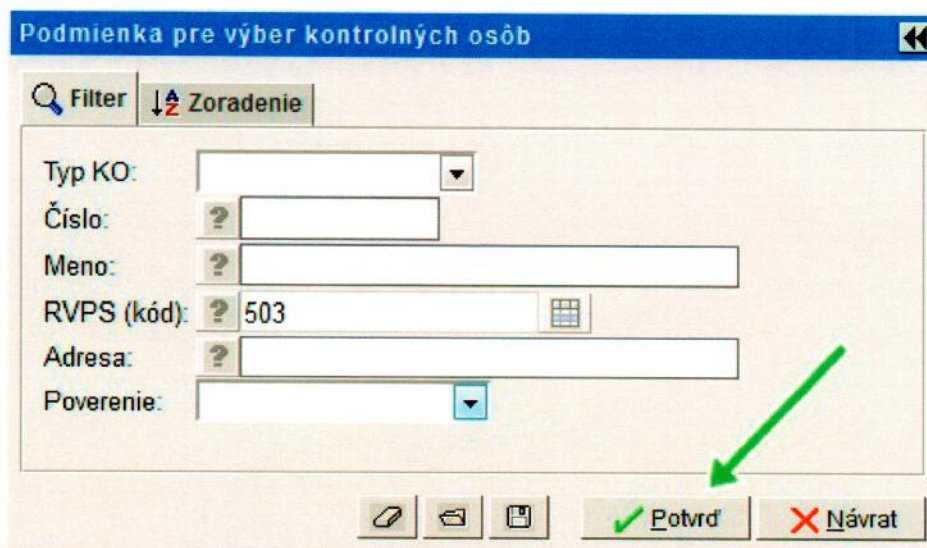 Podmienka pre výber kontrolných osôb
Filter
Zoradenie
Typ KO:
Číslo: ?
Meno: ?
RVPS (kód): ? 503
Adresa: ?
Poverenie:
Potvrď
Návrat